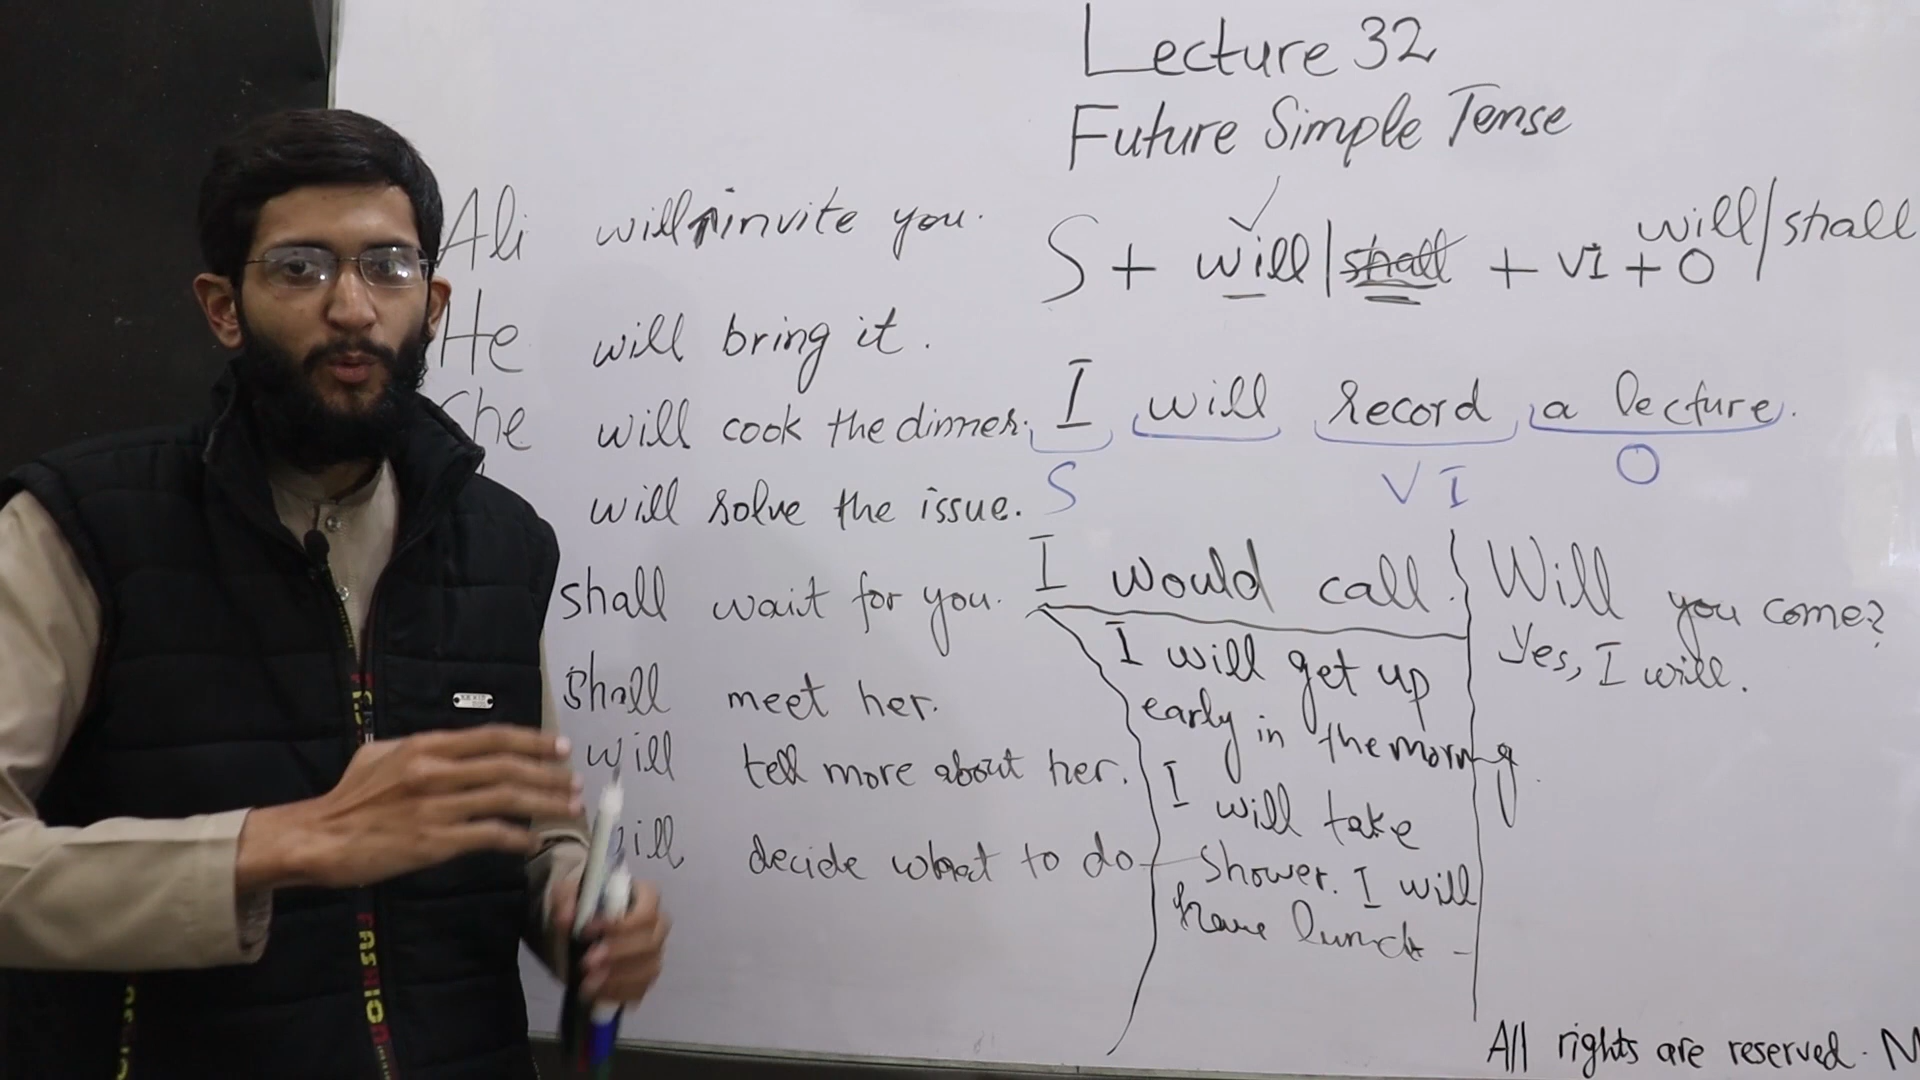 Lecture 32
Future Simple Tense
S + will/shall + VI + O
will/shall
I will record a lecture.
S VI O
Ali will invite you.
He will bring it.
She will cook the dinner.
will solve the issue.
shall wait for you.
shall meet her.
will tell more about her.
will decide what to do
I would call.
I will get up
early in the morning.
I will take
shower. I will
have lunch
Will you come?
Yes, I will.
All rights are reserved. M
FASHION